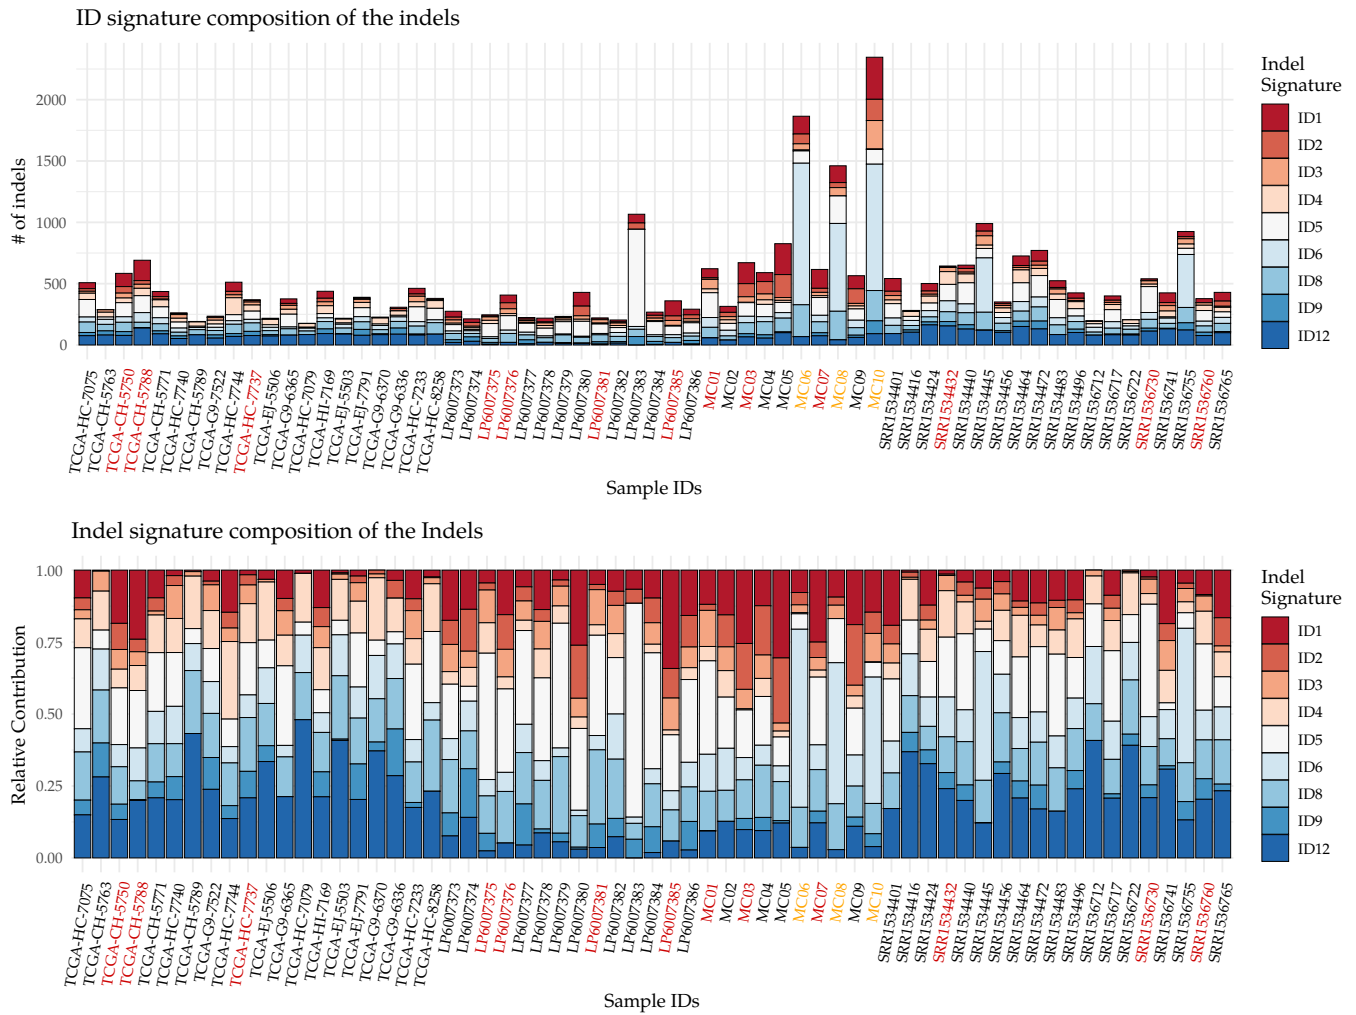 ID signature composition of the indels
# of indels
2000
1500
1000
500
0
TCGA-HC-7075
TCGA-CH-5763
TCGA-CH-5750
TCGA-CH-5788
TCGA-CH-5771
TCGA-HC-7740
TCGA-CH-5789
TCGA-G9-7522
TCGA-HC-7744
TCGA-HC-7737
TCGA-EJ-5506
TCGA-G9-6365
TCGA-HC-7079
TCGA-HI-7169
TCGA-EJ-5503
TCGA-EJ-7791
TCGA-G9-6370
TCGA-G9-6336
TCGA-HC-7233
TCGA-HC-8258
LP6007373
LP6007374
LP6007375
LP6007376
LP6007377
LP6007378
LP6007379
LP6007380
LP6007381
LP6007382
LP6007383
LP6007384
LP6007385
LP6007386
MC01
MC02
MC03
MC04
MC05
MC06
MC07
MC08
MC09
MC10
SRR1534401
SRR1534416
SRR1534424
SRR1534432
SRR1534440
SRR1534445
SRR1534456
SRR1534464
SRR1534472
SRR1534483
SRR1534496
SRR1536712
SRR1536717
SRR1536722
SRR1536730
SRR1536741
SRR1536755
SRR1536760
SRR1536765
Sample IDs
Indel
Signature
ID1
ID2
ID3
ID4
ID5
ID6
ID8
ID9
ID12
Indel signature composition of the Indels
Relative Contribution
1.00
0.75
0.50
0.25
0.00
TCGA-HC-7075
TCGA-CH-5763
TCGA-CH-5750
TCGA-CH-5788
TCGA-CH-5771
TCGA-HC-7740
TCGA-CH-5789
TCGA-G9-7522
TCGA-HC-7744
TCGA-HC-7737
TCGA-EJ-5506
TCGA-G9-6365
TCGA-HC-7079
TCGA-HI-7169
TCGA-EJ-5503
TCGA-EJ-7791
TCGA-G9-6370
TCGA-G9-6336
TCGA-HC-7233
TCGA-HC-8258
LP6007373
LP6007374
LP6007375
LP6007376
LP6007377
LP6007378
LP6007379
LP6007380
LP6007381
LP6007382
LP6007383
LP6007384
LP6007385
LP6007386
MC01
MC02
MC03
MC04
MC05
MC06
MC07
MC08
MC09
MC10
SRR1534401
SRR1534416
SRR1534424
SRR1534432
SRR1534440
SRR1534445
SRR1534456
SRR1534464
SRR1534472
SRR1534483
SRR1534496
SRR1536712
SRR1536717
SRR1536722
SRR1536730
SRR1536741
SRR1536755
SRR1536760
SRR1536765
Sample IDs
Indel
Signature
ID1
ID2
ID3
ID4
ID5
ID6
ID8
ID9
ID12